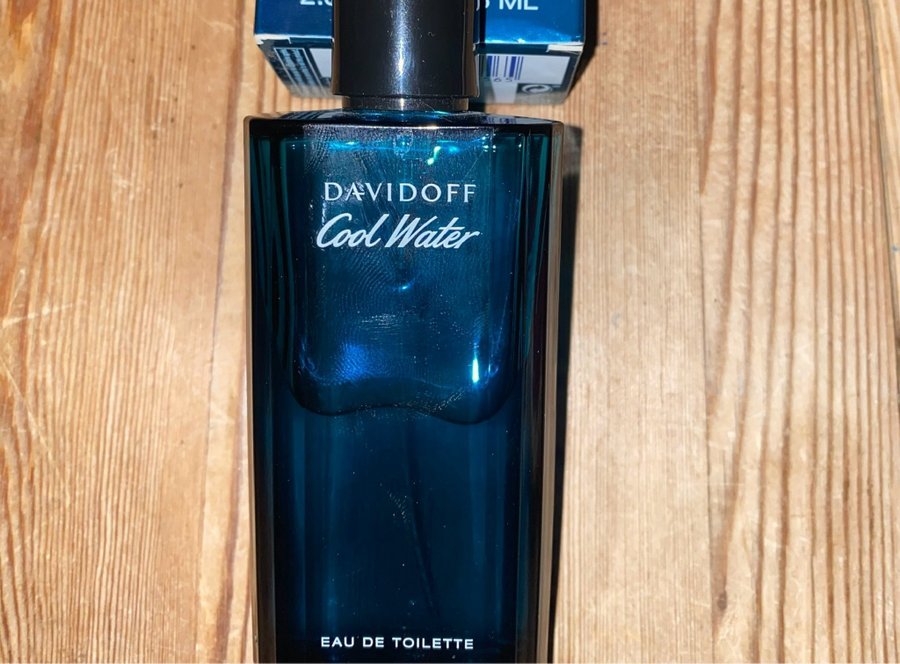 ML
DAVIDOFF
Cool Water
EAU DE TOILETTE